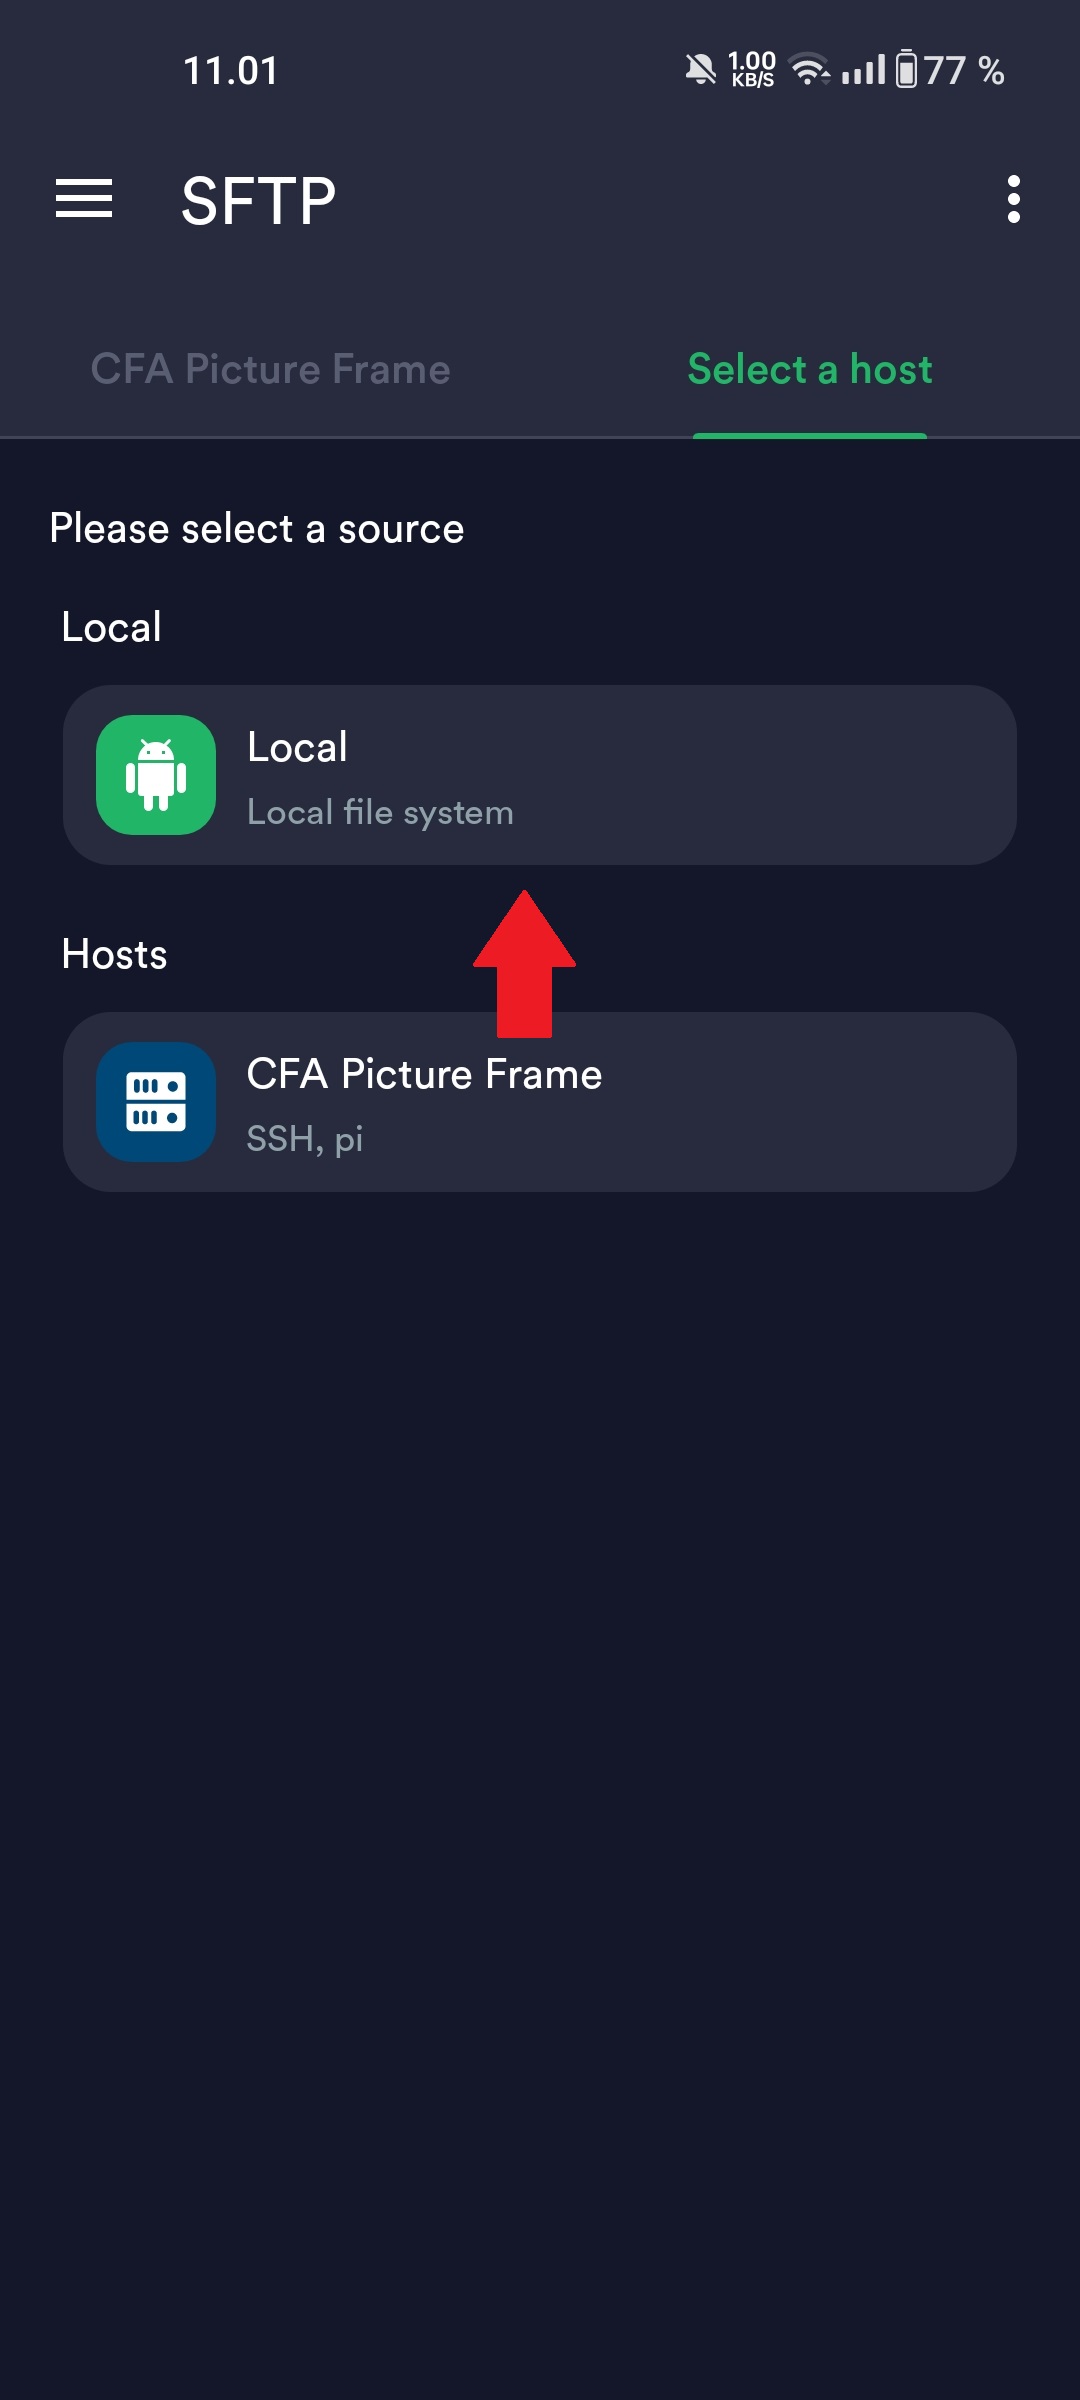 11.01
1.00
KB/S
77 %
SFTP
CFA Picture Frame
Select a host
Please select a source
Local
Local
Local file system
Hosts
CFA Picture Frame
SSH, pi